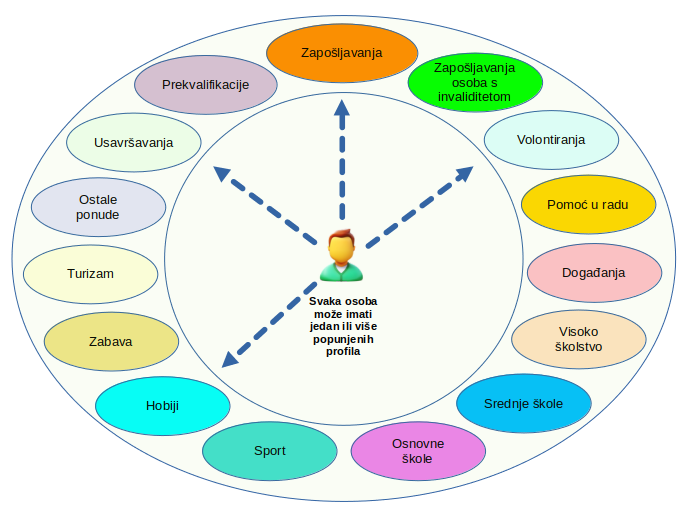 Zapošljavanja
Zapošljavanja
osoba s
invaliditetom
Volontiranja
Pomoć u radu
Događanja
Visoko
školstvo
Srednje škole
Osnovne
škole
Sport
Hobiji
Zabava
Turizam
Ostale
ponude
Usavršavanja
Prekvalifikacije
Svaka osoba
može imati
jedan ili više
popunjenih
profila